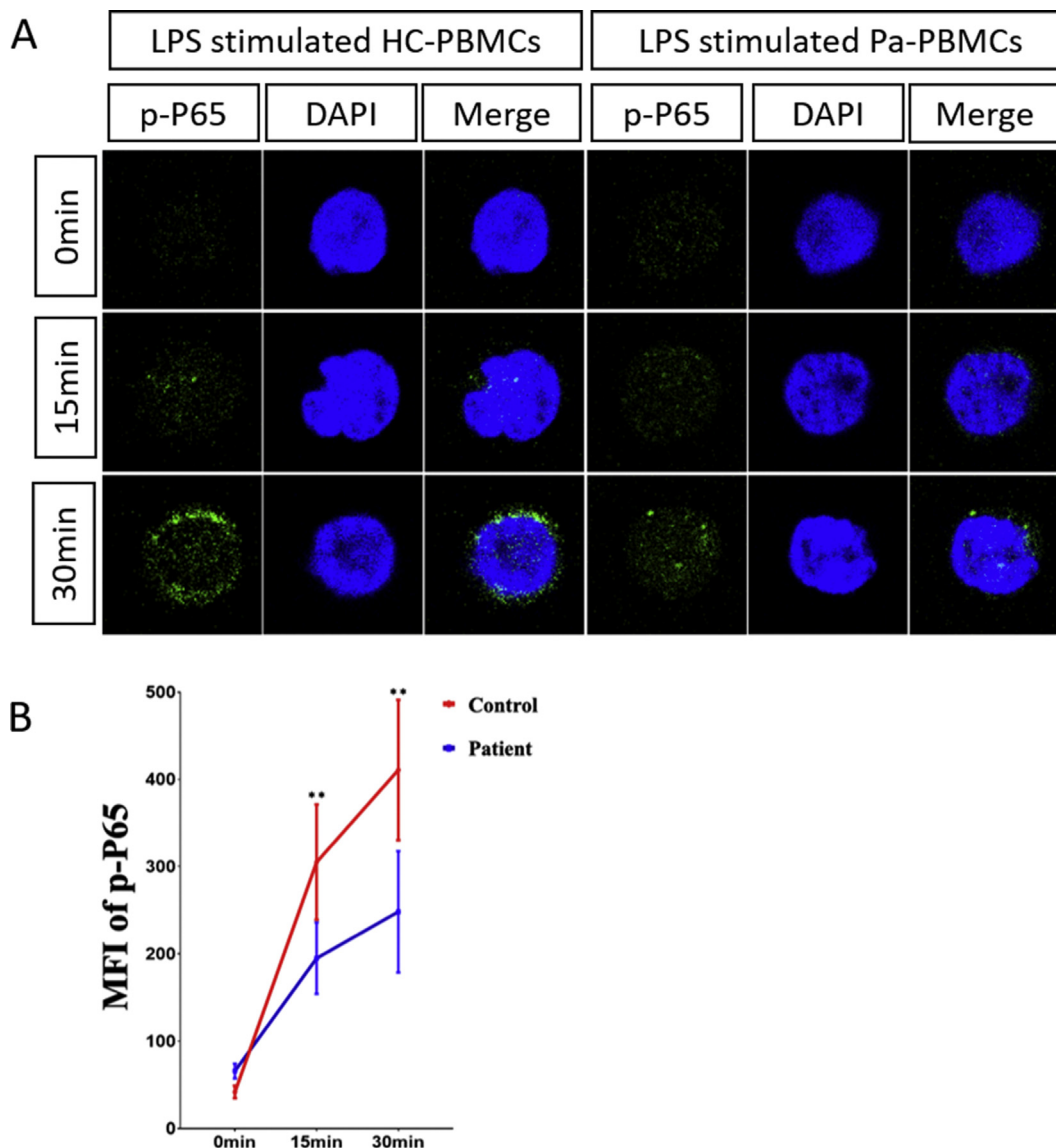 A
LPS stimulated HC-PBMCs LPS stimulated Pa-PBMCs
p-P65 DAPI Merge p-P65 DAPI Merge
0min
15min
30min
B
MFI of p-P65
500
400
300
200
100
0
** **
Control
Patient
0min 15min 30min